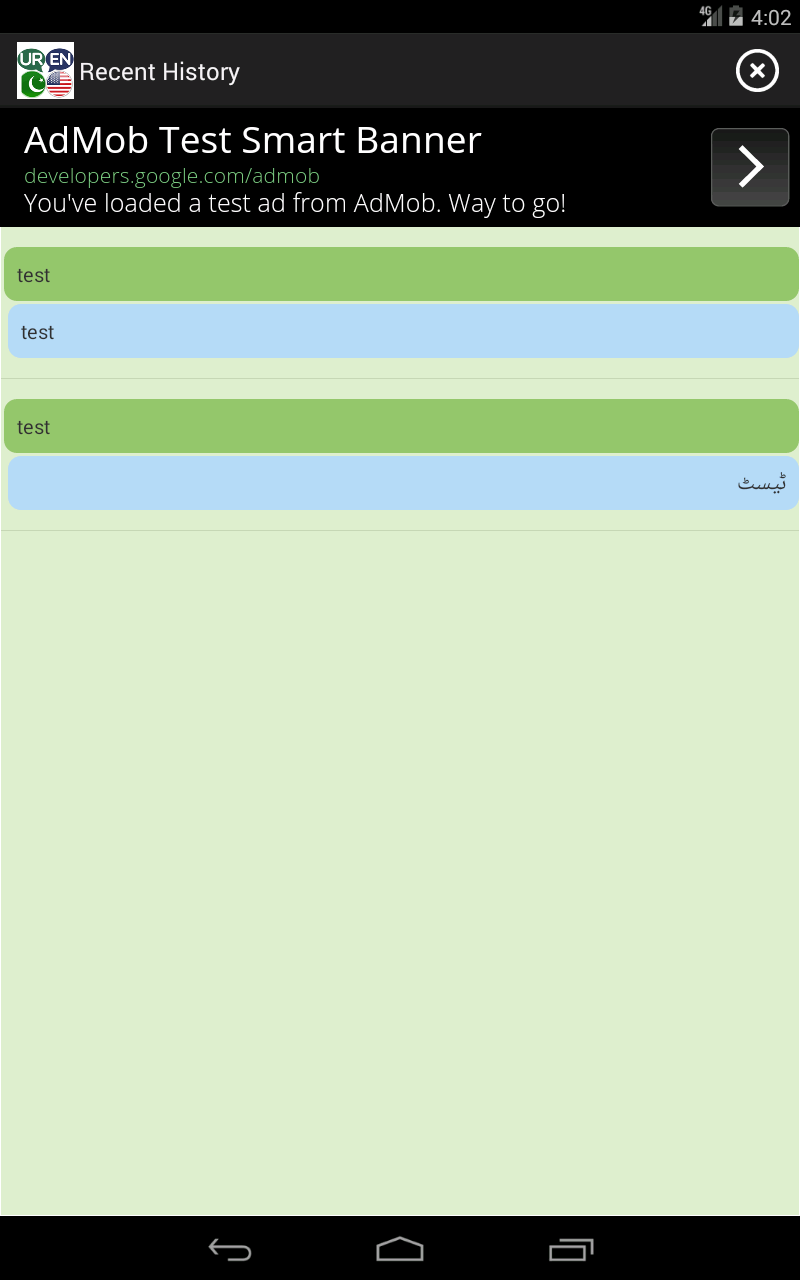 4G 4:02
UR EN Recent History
AdMob Test Smart Banner
developers.google.com/admob
You've loaded a test ad from AdMob. Way to go!
test
test
test
ٹیسٹ